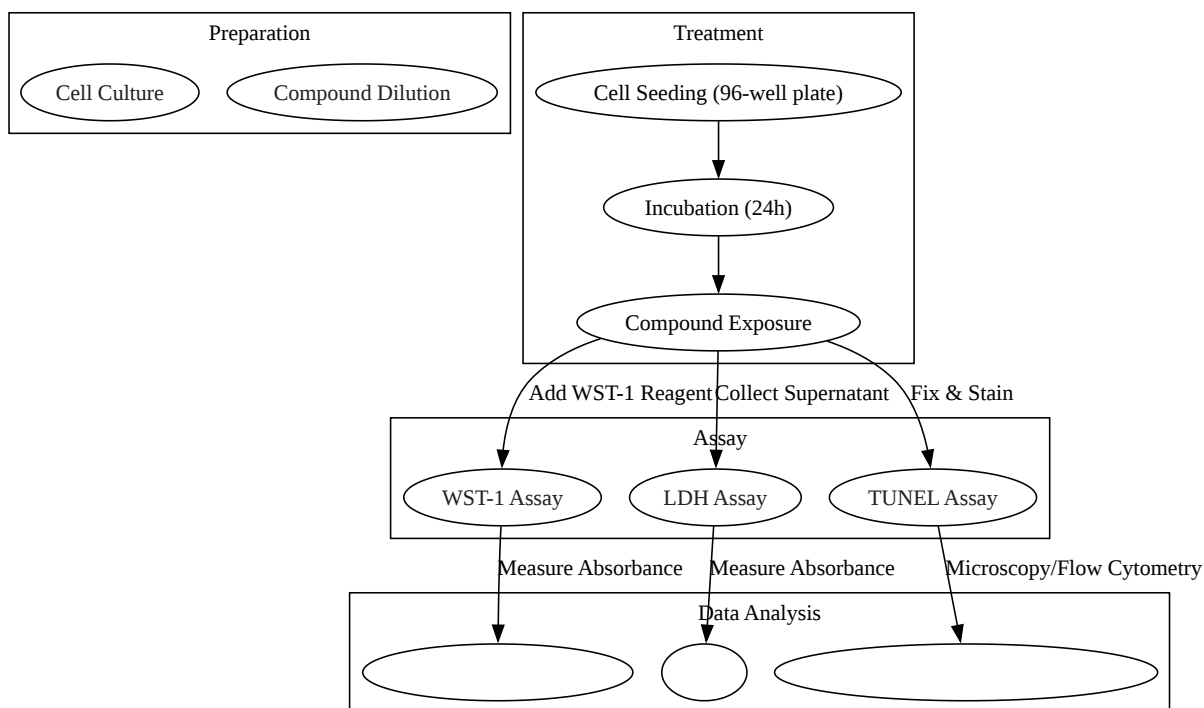 Preparation
Cell Culture
Compound Dilution
Treatment
Cell Seeding (96-well plate)
Incubation (24h)
Compound Exposure
Add WST-1 Reagent
Collect Supernatant
Fix & Stain
Assay
WST-1 Assay
LDH Assay
TUNEL Assay
Measure Absorbance
Measure Absorbance
Microscopy/Flow Cytometry
Data Analysis